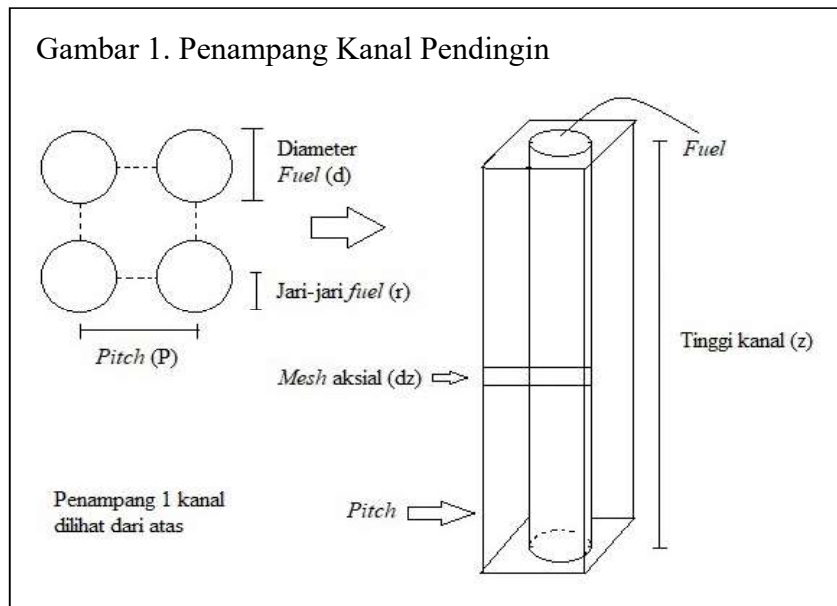 Gambar 1. Penampang Kanal Pendingin
Diameter
Fuel (d)
Jari-jari fuel (r)
Pitch (P)
Penampang 1 kanal
dilihat dari atas
Fuel
Tinggi kanal (z)
Mesh aksial (dz)
Pitch